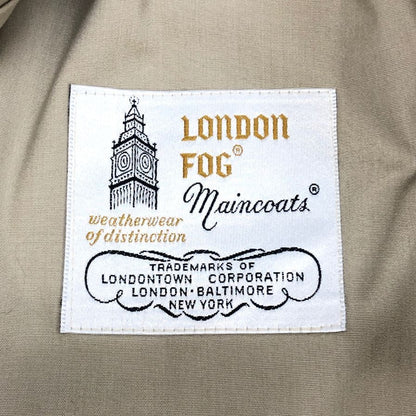 LONDON
FOG®
Maincoats®
weatherwear
of distinction
TRADEMARKS OF
LONDONTOWN CORPORATION
LONDON · BALTIMORE
NEW YORK